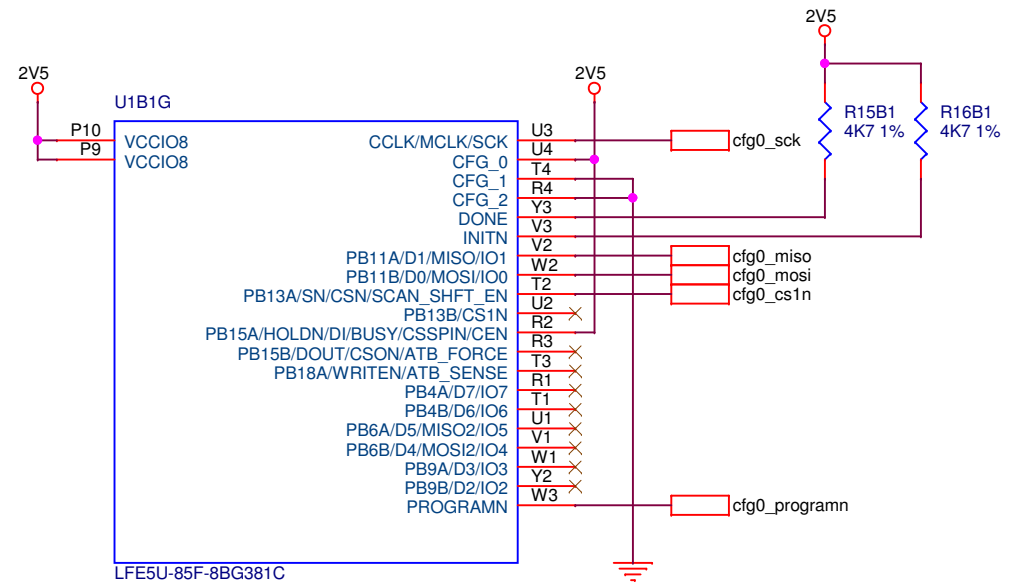 2V5
2V5
2V5
U1B1G
R15B1
4K7 1%
R16B1
4K7 1%
P10 VCCIO8
P9 VCCIO8
CCLK/MCLK/SCK U3 cfg0_sck
CFG_0 U4
CFG_1 T4
CFG_2 R4
DONE Y3
INITN V3
PB11A/D1/MISO/IO1 V2 cfg0_miso
PB11B/D0/MOSI/IO0 W2 cfg0_mosi
PB13A/SN/CSN/SCAN_SHFT_EN T2 cfg0_cs1n
PB13B/CS1N U2
PB15A/HOLDN/DI/BUSY/CSSPIN/CEN R2
PB15B/DOUT/CSON/ATB_FORCE R3
PB18A/WRITEN/ATB_SENSE T3
PB4A/D7/IO7 R1
PB4B/D6/IO6 T1
PB6A/D5/MISO2/IO5 U1
PB6B/D4/MOSI2/IO4 V1
PB9A/D3/IO3 W1
PB9B/D2/IO2 Y2
PROGRAMN W3 cfg0_programn
LFE5U-85F-8BG381C